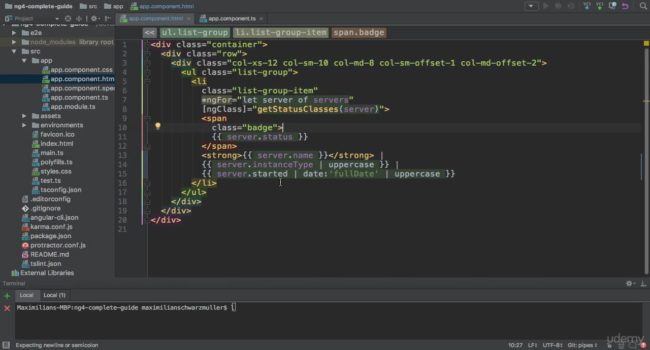 ng4-complete-guide src app app.component.html
Project
app.component.html app.component.ts
<< ul.list-group li.list-group-item span.badge
ng4-complete-guide
e2e
node_modules library root
src
app
app.component.css
app.component.htm
app.component.spe
app.component.ts
app.module.ts
assets
environments
favicon.ico
index.html
main.ts
polyfills.ts
styles.css
test.ts
tsconfig.json
.editorconfig
.gitignore
angular-cli.json
karma.conf.js
package.json
protractor.conf.js
README.md
tslint.json
External Libraries
1 <div class="container">
2 <div class="row">
3 <div class="col-xs-12 col-sm-10 col-md-8 col-sm-offset-1 col-md-offset-2">
4 <ul class="list-group">
5 <li
6 class="list-group-item"
7 *ngFor="let server of servers"
8 [ngClass]="getStatusClasses(server)">
9 <span
10 class="badge">
11 {{ server.status }}
12 </span>
13 <strong>{{ server.name }}</strong> |
14 {{ server.instanceType | uppercase }} |
15 {{ server.started | date:'fullDate' | uppercase }}
16 </li>
17 </ul>
18 </div>
19 </div>
20 </div>
21
Terminal
Local Local (1)
Maximilians-MBP:ng4-complete-guide maximilianschwarzmuller$
Expecting newline or semicolon 10:27 LF UTF-8 Git: pipes
udemy